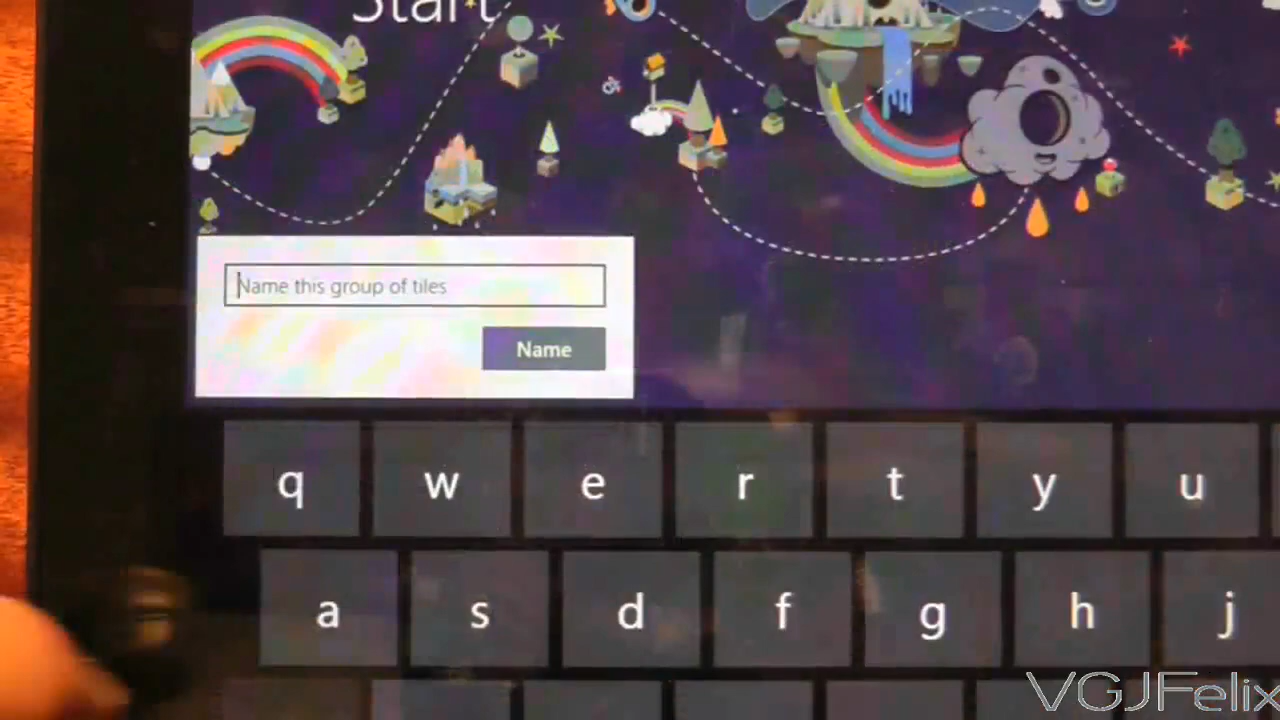 Start
Name this group of tiles
Name
q w e r t y u
a s d f g h j
VGJFelix